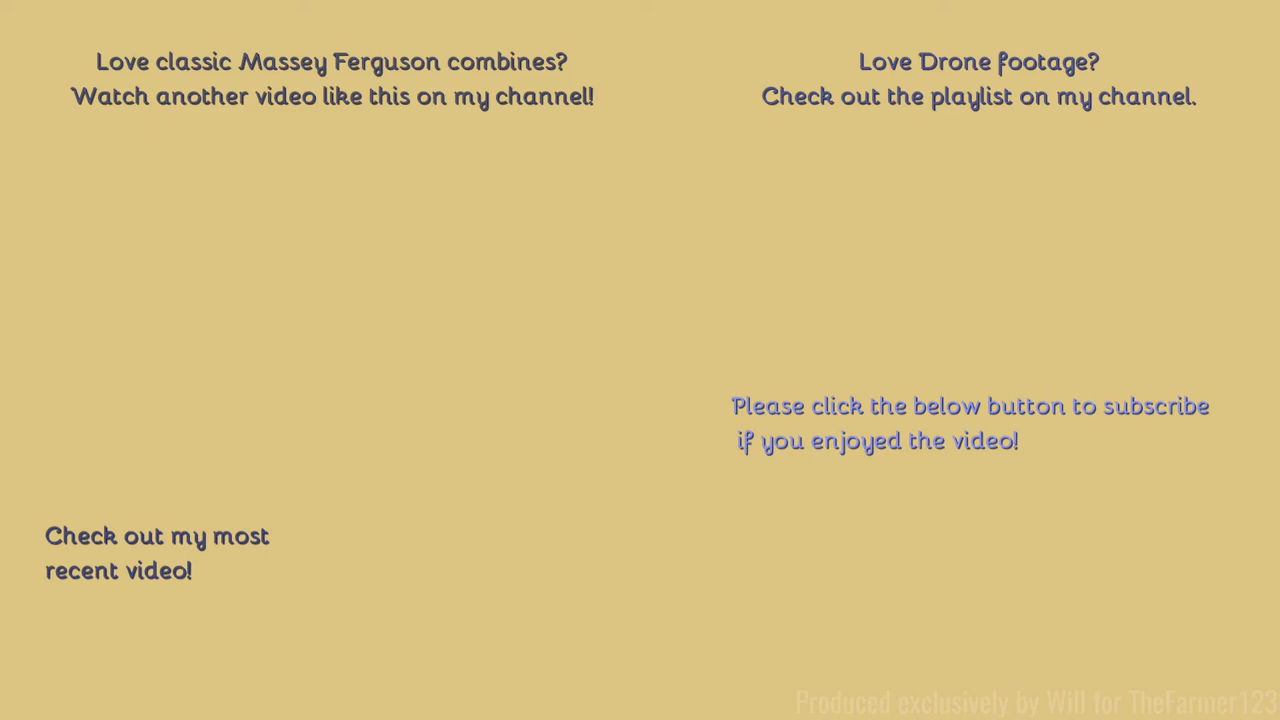 Love classic Massey Ferguson combines?
Watch another video like this on my channel!
Love Drone footage?
Check out the playlist on my channel.
Please click the below button to subscribe
if you enjoyed the video!
Check out my most
recent video!
Produced exclusively by Will for TheFarmer123